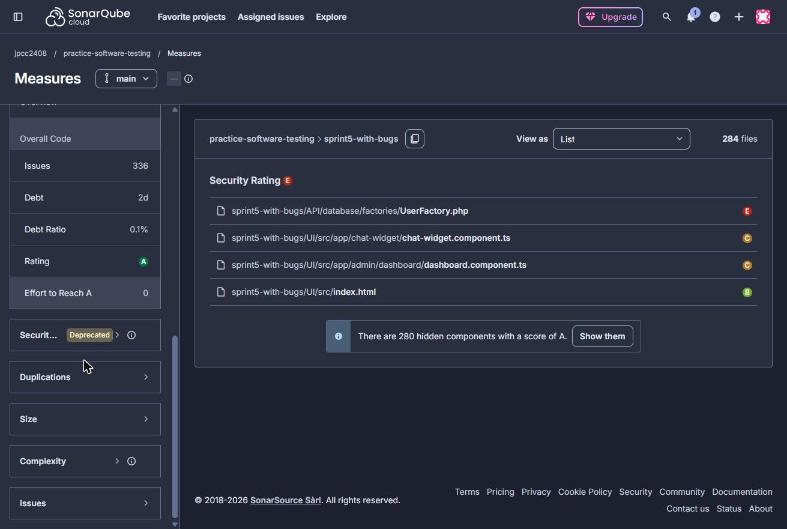 SonarQube cloud
Favorite projects Assigned issues Explore
Upgrade
1
jpcc2408 / practice-software-testing / Measures
Measures main
Overall Code
Issues 336
Debt 2d
Debt Ratio 0.1%
Rating A
Effort to Reach A 0
Securit... Deprecated
Duplications
Size
Complexity
Issues
practice-software-testing > sprint5-with-bugs View as List 284 files
Security Rating E
sprint5-with-bugs/API/database/factories/UserFactory.php E
sprint5-with-bugs/UI/src/app/chat-widget/chat-widget.component.ts C
sprint5-with-bugs/UI/src/app/admin/dashboard/dashboard.component.ts C
sprint5-with-bugs/UI/src/index.html B
There are 280 hidden components with a score of A. Show them
© 2018-2026 SonarSource Sàrl. All rights reserved.
Terms Pricing Privacy Cookie Policy Security Community Documentation
Contact us Status About